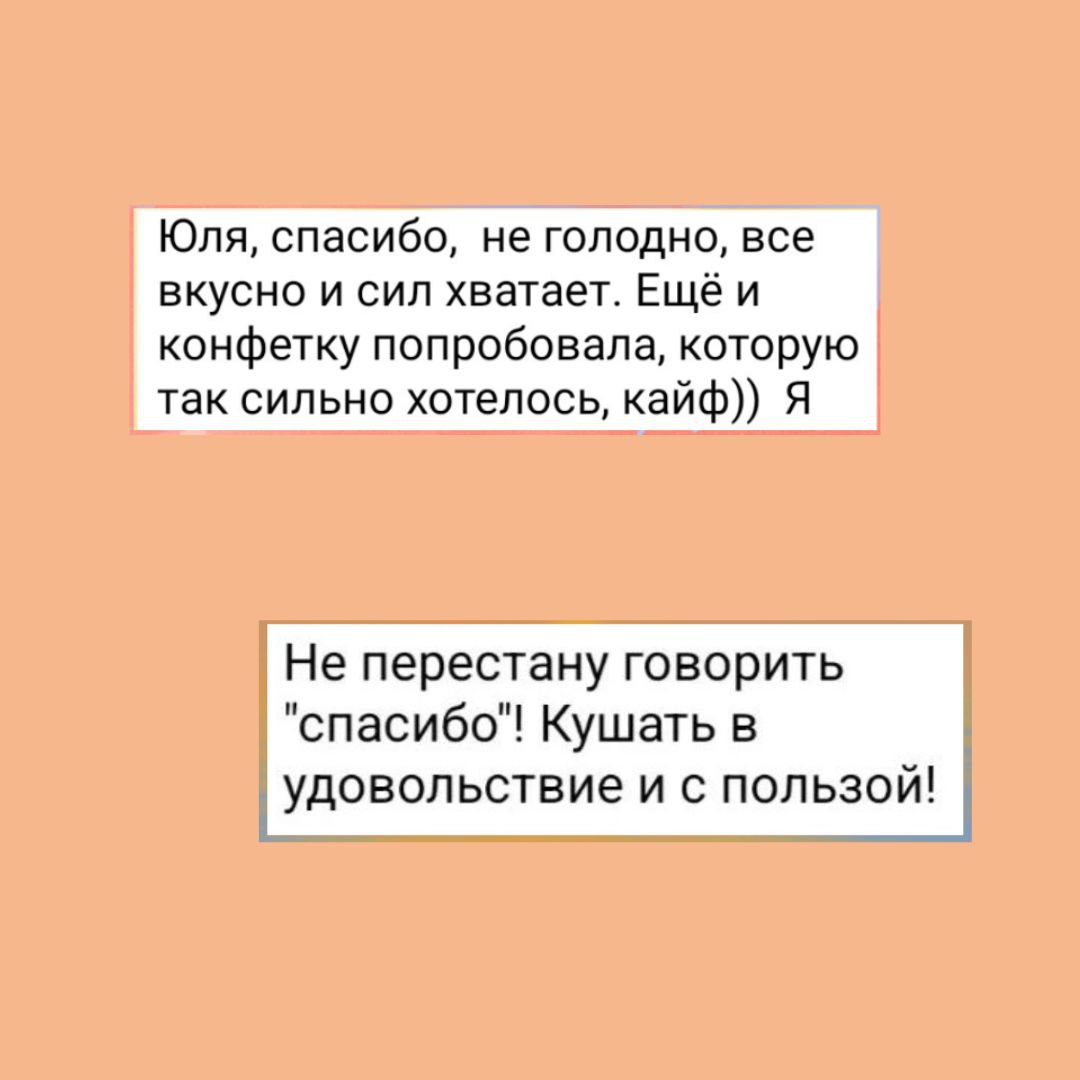 Юля, спасибо,  не голодно, все
вкусно и сил хватает. Ещё и
конфетку попробовала, которую
так сильно хотелось, кайф))  Я
Не перестану говорить
"спасибо"! Кушать в
удовольствие и с пользой!